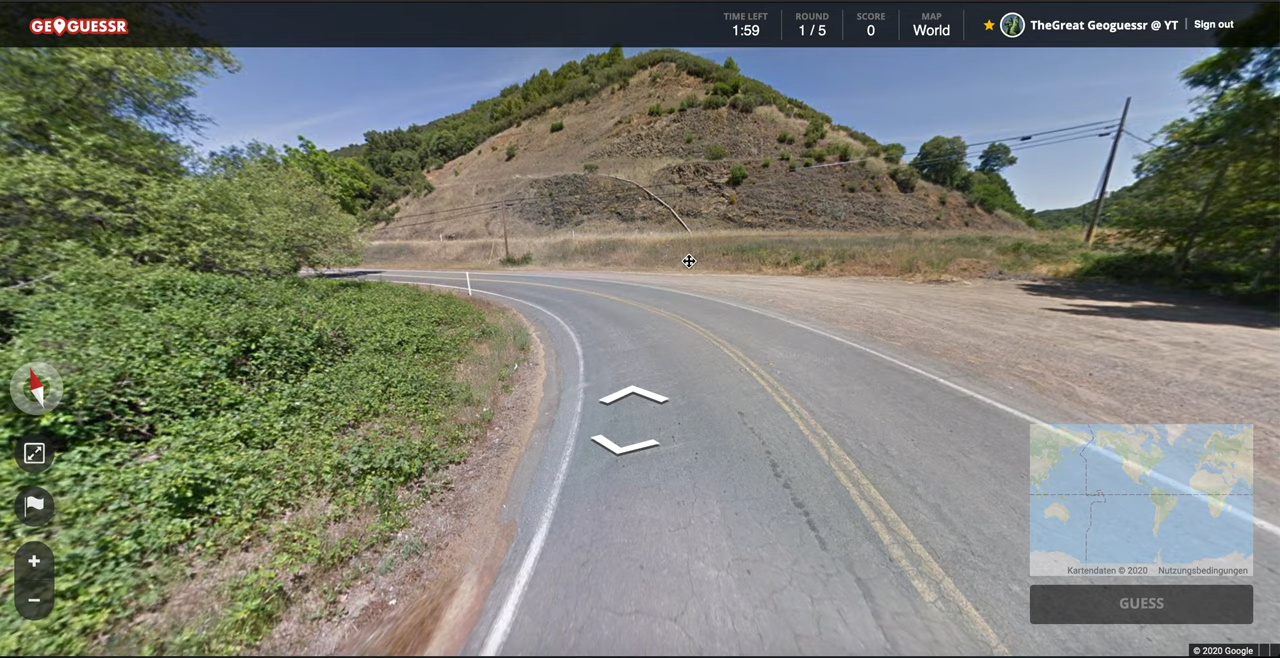 GEOGUESSR
TIME LEFT
1:59
ROUND
1 / 5
SCORE
0
MAP
World
TheGreat Geoguessr @ YT | Sign out
Kartendaten © 2020 Nutzungsbedingungen
GUESS
© 2020 Google